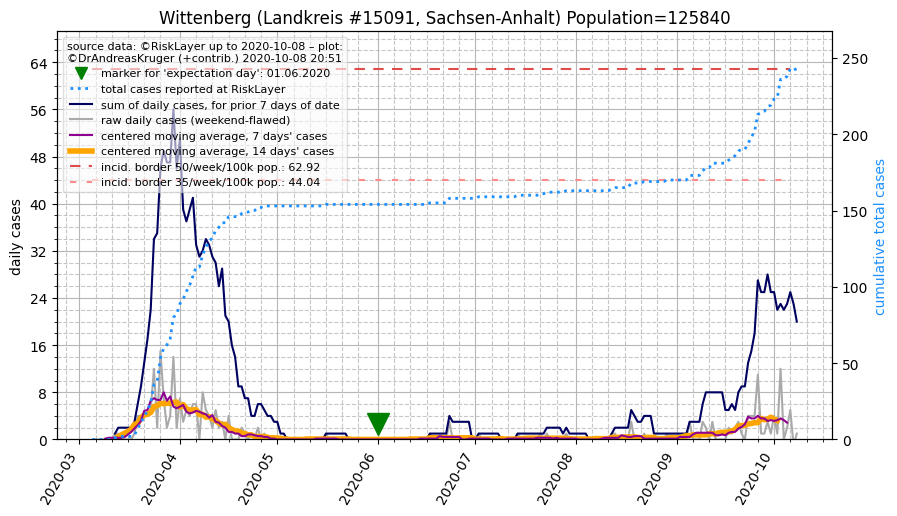 Wittenberg (Landkreis #15091, Sachsen-Anhalt) Population=125840
source data: ©RiskLayer up to 2020-10-08 – plot:
©DrAndreasKruger (+contrib.) 2020-10-08 20:51
marker for 'expectation day': 01.06.2020
total cases reported at RiskLayer
sum of daily cases, for prior 7 days of date
raw daily cases (weekend-flawed)
centered moving average, 7 days' cases
centered moving average, 14 days' cases
incid. border 50/week/100k pop.: 62.92
incid. border 35/week/100k pop.: 44.04
daily cases
64
56
48
40
32
24
16
8
0
250
200
150
100
50
0
cumulative total cases
2020-03
2020-04
2020-05
2020-06
2020-07
2020-08
2020-09
2020-10